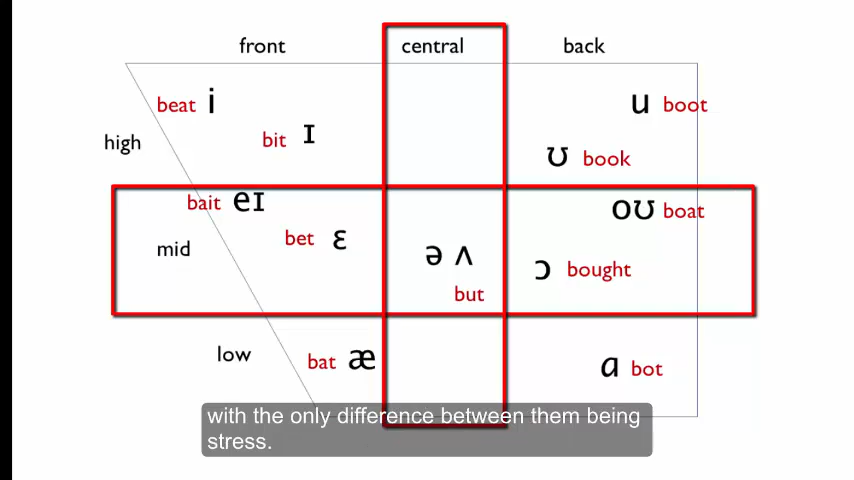 front central back
beat i u boot
high bit ɪ ʊ book
bait eɪ oʊ boat
mid bet ɛ ə ʌ ɔ bought
but
low bat æ ɑ bot
with the only difference between them being
stress.